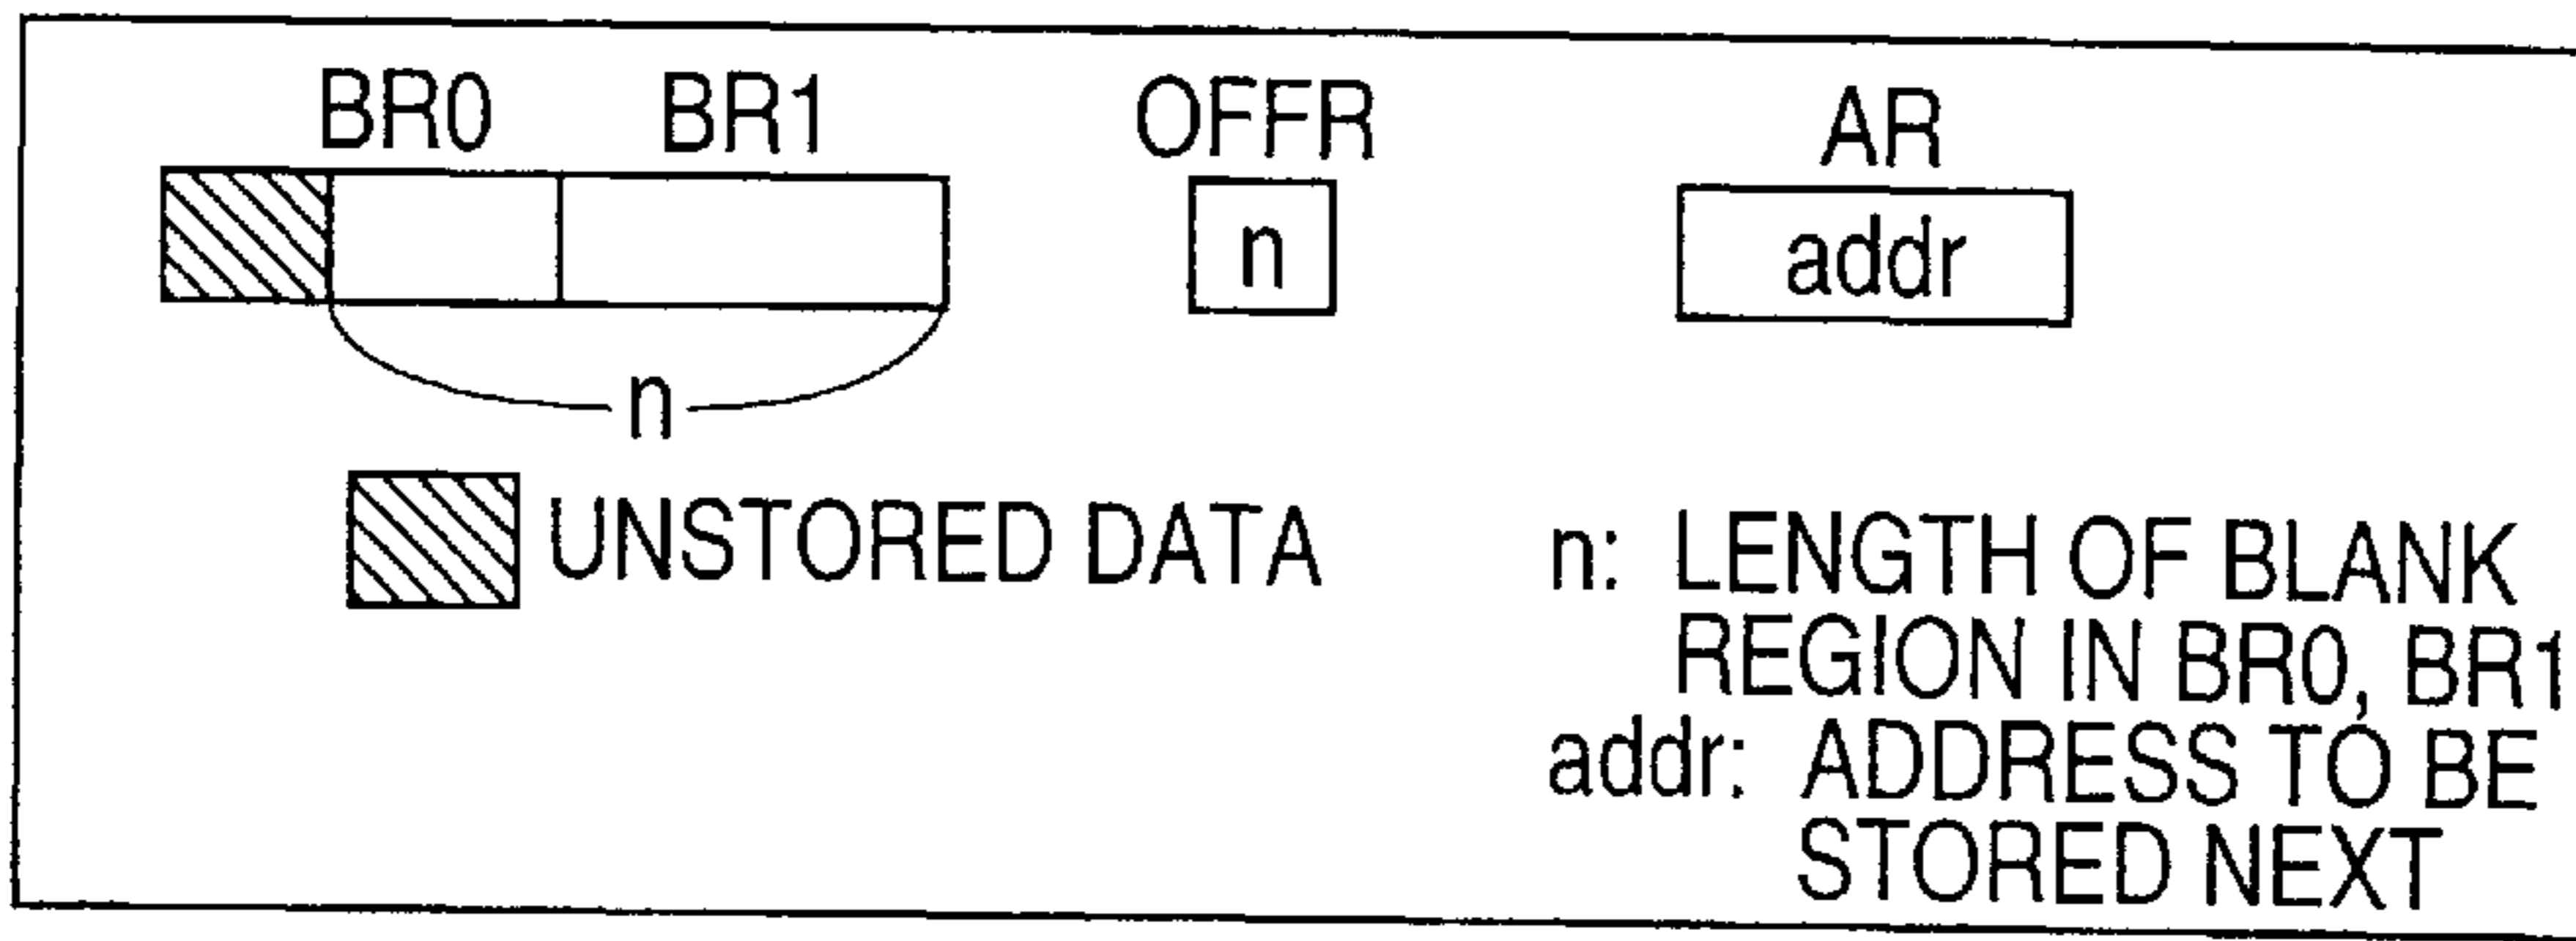 BR0 BR1 OFFR AR
n addr
n
UNSTORED DATA
n: LENGTH OF BLANK
REGION IN BR0, BR1
addr: ADDRESS TO BE
STORED NEXT